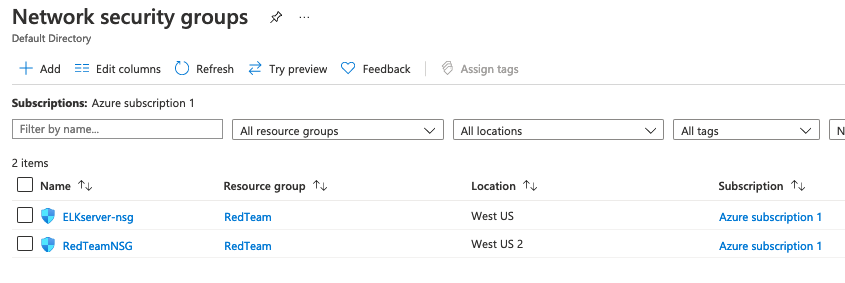 Network security groups ...
Default Directory
Add Edit columns Refresh Try preview Feedback Assign tags
Subscriptions: Azure subscription 1
Filter by name... All resource groups All locations All tags N
2 items
Name Resource group Location Subscription
ELKserver-nsg RedTeam West US Azure subscription 1
RedTeamNSG RedTeam West US 2 Azure subscription 1